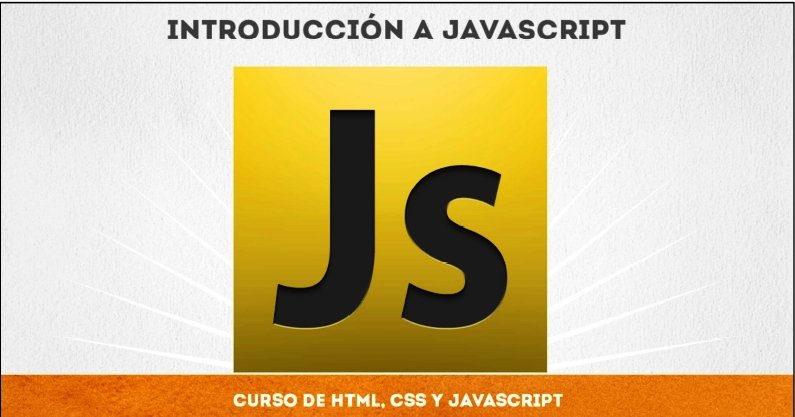 INTRODUCCIÓN A JAVASCRIPT
Js
CURSO DE HTML, CSS Y JAVASCRIPT